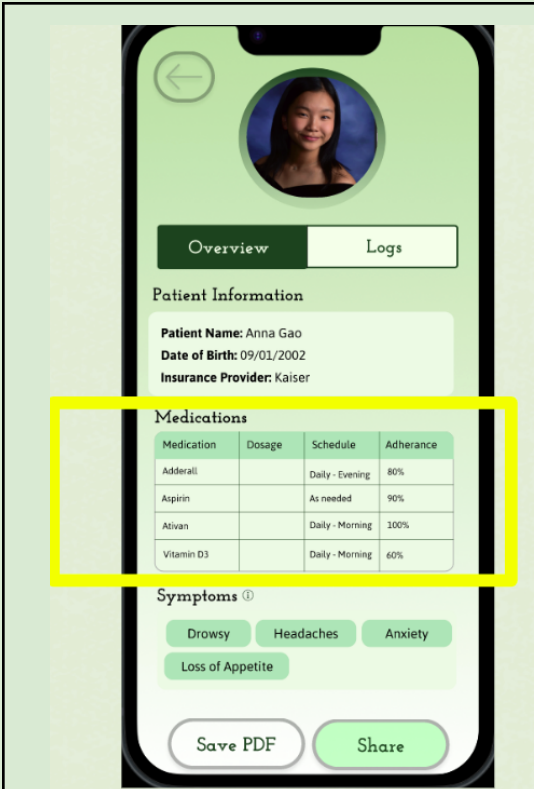 Overview Logs
Patient Information
Patient Name: Anna Gao
Date of Birth: 09/01/2002
Insurance Provider: Kaiser
Medications
Medication Dosage Schedule Adherance
Adderall Daily - Evening 80%
Aspirin As needed 90%
Ativan Daily - Morning 100%
Vitamin D3 Daily - Morning 60%
Symptoms ⓘ
Drowsy Headaches Anxiety
Loss of Appetite
Save PDF Share